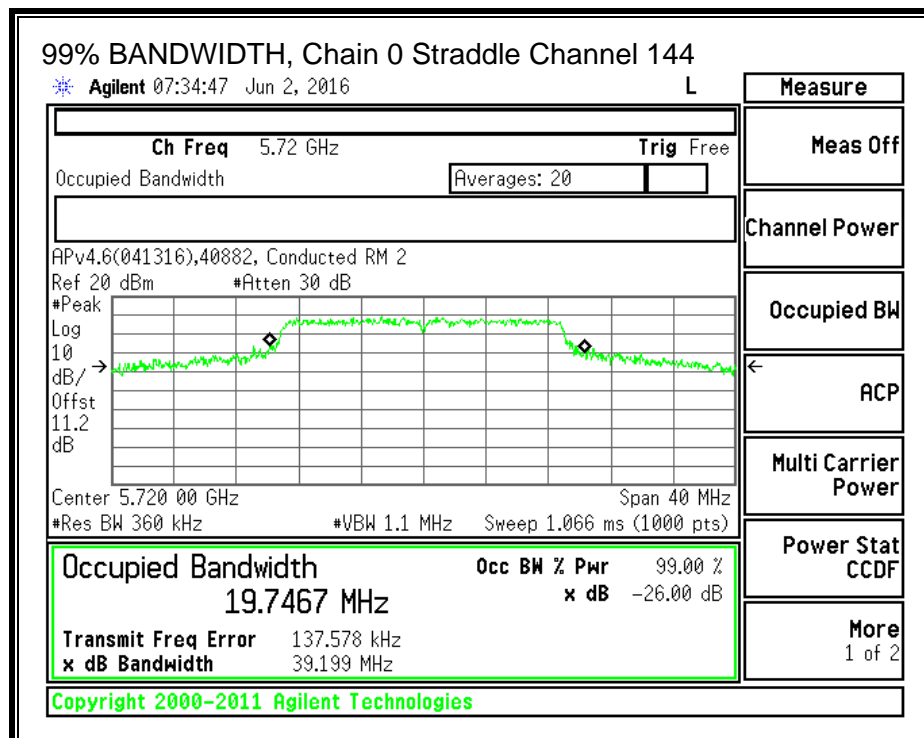 99% BANDWIDTH, Chain 0 Straddle Channel 144
Agilent 07:34:47 Jun 2, 2016 L
Measure
Ch Freq 5.72 GHz Trig Free
Meas Off
Occupied Bandwidth Averages: 20
Channel Power
APv4.6(041316),40882, Conducted RM 2
Ref 20 dBm #Atten 30 dB
#Peak
Log
10
dB/
Offst
11.2
dB
Occupied BW
ACP
Multi Carrier
Power
Center 5.720 00 GHz Span 40 MHz
#Res BW 360 kHz #VBW 1.1 MHz Sweep 1.066 ms (1000 pts)
Power Stat
CCDF
Occupied Bandwidth Occ BW % Pwr 99.00 %
19.7467 MHz x dB -26.00 dB
Transmit Freq Error 137.578 kHz
x dB Bandwidth 39.199 MHz
More
1 of 2
Copyright 2000-2011 Agilent Technologies